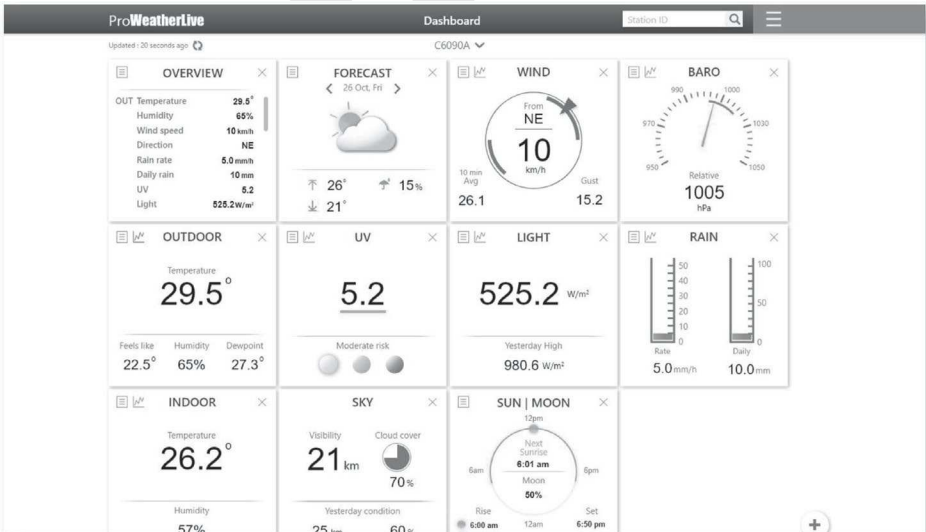 ProWeatherLive
Dashboard
Station ID
Updated : 20 seconds ago
C6090A
OVERVIEW
OUT Temperature 29.5°
Humidity 65%
Wind speed 10 km/h
Direction NE
Rain rate 5.0 mm/h
Daily rain 10 mm
UV 5.2
Light 525.2W/m²
FORECAST
26 Oct, Fri
26° 15%
21°
WIND
From
NE
10
km/h
10 min
Avg
26.1
Gust
15.2
BARO
990 1000
970 1030
950 1050
Relative
1005
hPa
OUTDOOR
Temperature
29.5°
Feels like Humidity Dewpoint
22.5° 65% 27.3°
UV
5.2
Moderate risk
LIGHT
525.2 W/m²
Yesterday High
980.6 W/m²
RAIN
50 100
40
30 50
20
10
0 0
Rate Daily
5.0 mm/h 10.0 mm
INDOOR
Temperature
26.2°
Humidity
57%
SKY
Visibility Cloud cover
21 km
70%
Yesterday condition
25 km 60%
SUN | MOON
12pm
Next
Sunrise
6:01 am
6am 6pm
Moon
50%
Rise Set
6:00 am 12am 6:50 pm
+